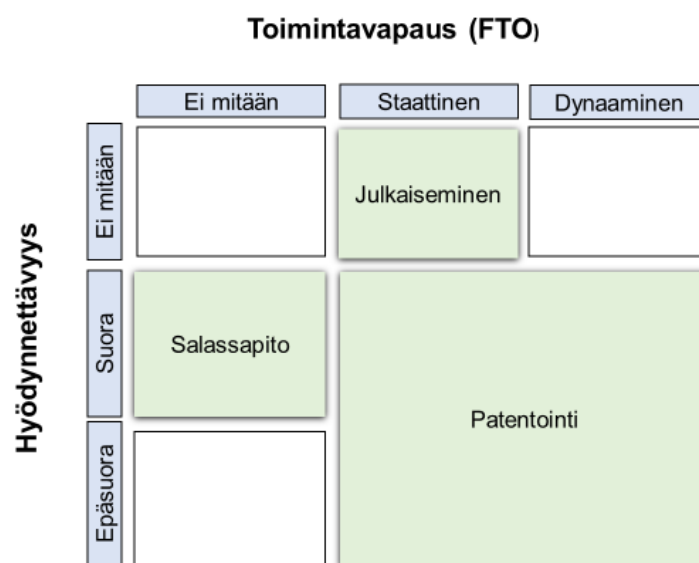 Toimintavapaus (FTO)
Ei mitään
Staattinen
Dynaaminen
Hyödynnettävyys
Ei mitään
Julkaiseminen
Suora
Salassapito
Patentointi
Epäsuora